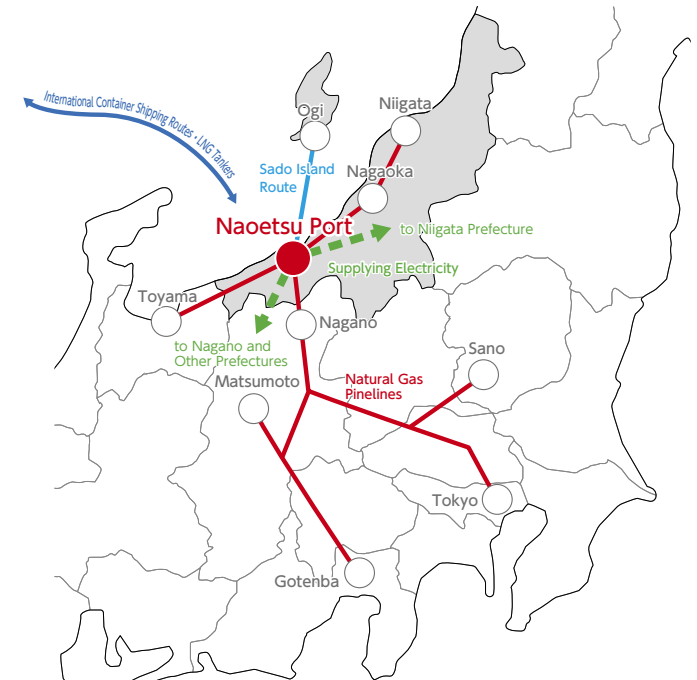 International Container Shipping Routes・LNG Tankers
Ogi
Niigata
Sado Island
Route
Nagaoka
Naoetsu Port
to Niigata Prefecture
Supplying Electricity
Toyama
Nagano
to Nagano and
Other Prefectures
Sano
Matsumoto
Natural Gas
Pinelines
Tokyo
Gotenba